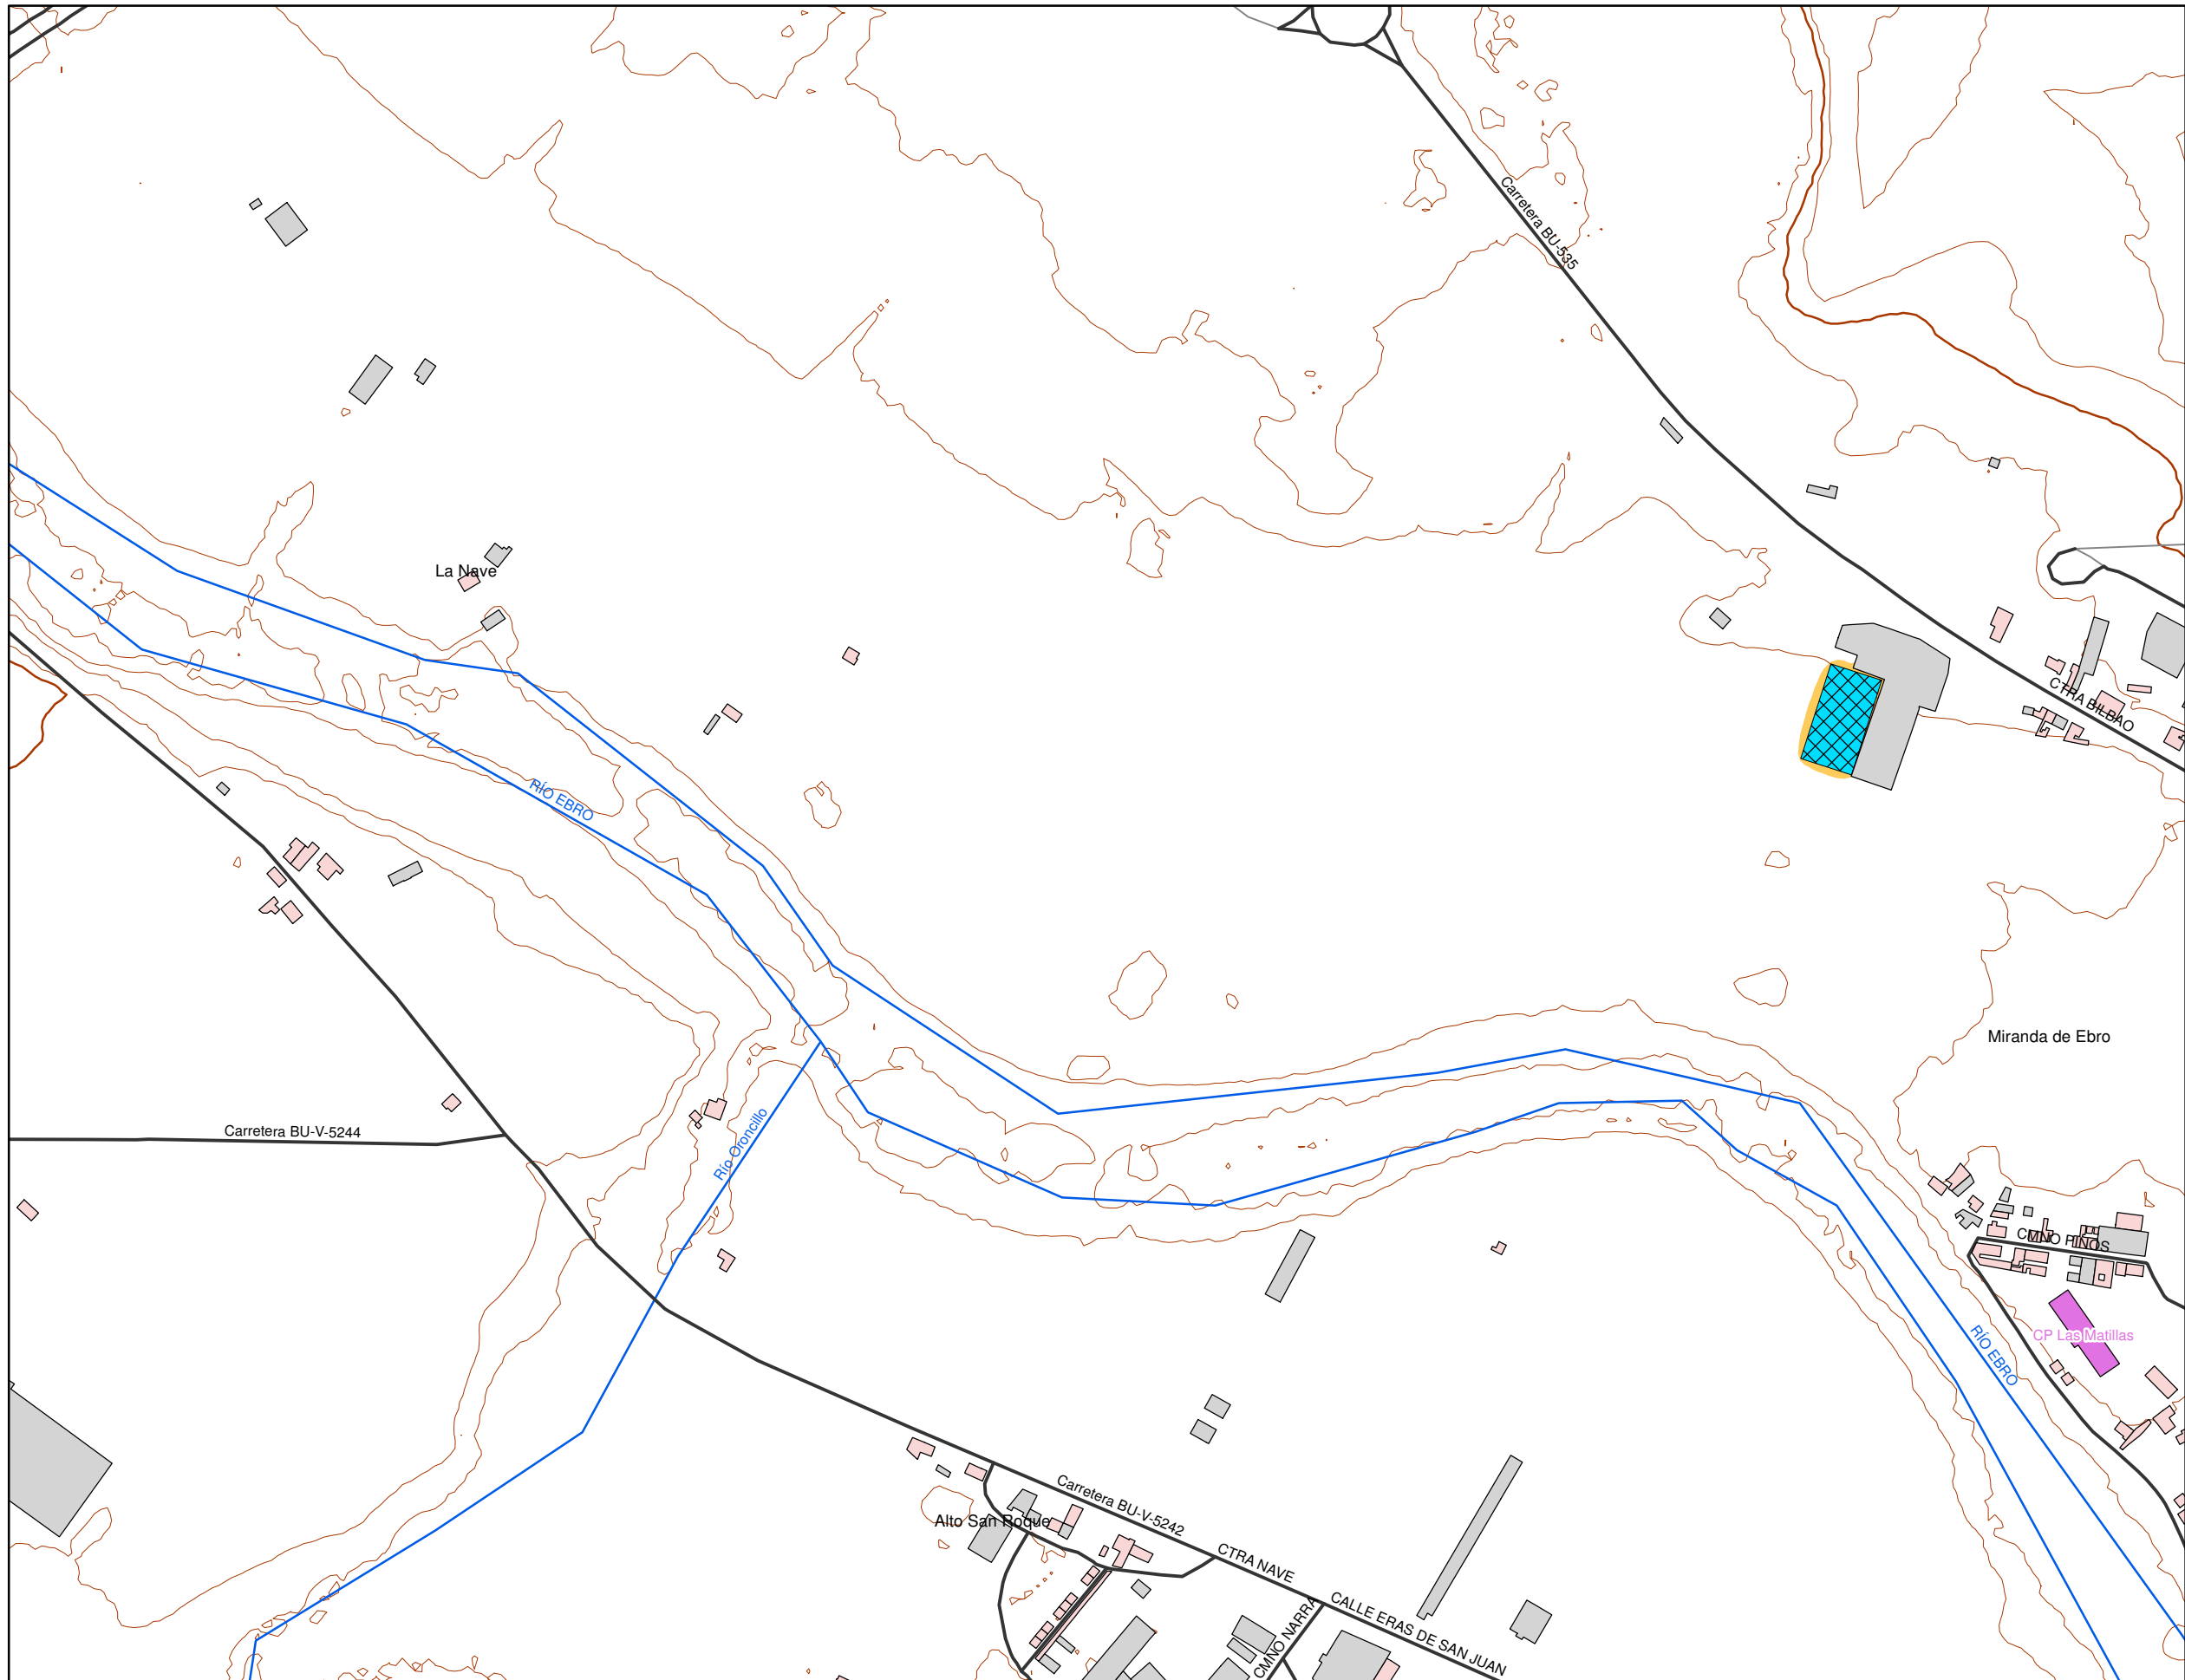 Carretera BU-535
La Nave
CTRA BILBAO
RÍO EBRO
Miranda de Ebro
Carretera BU-V-5244
Río Oroncillo
CMNO PINOS
CP Las Matillas
RÍO EBRO
Carretera BU-V-5242
Alto San Roque
CTRA NAVE
CALLE ERAS DE SAN JUAN
CMNO NARRA